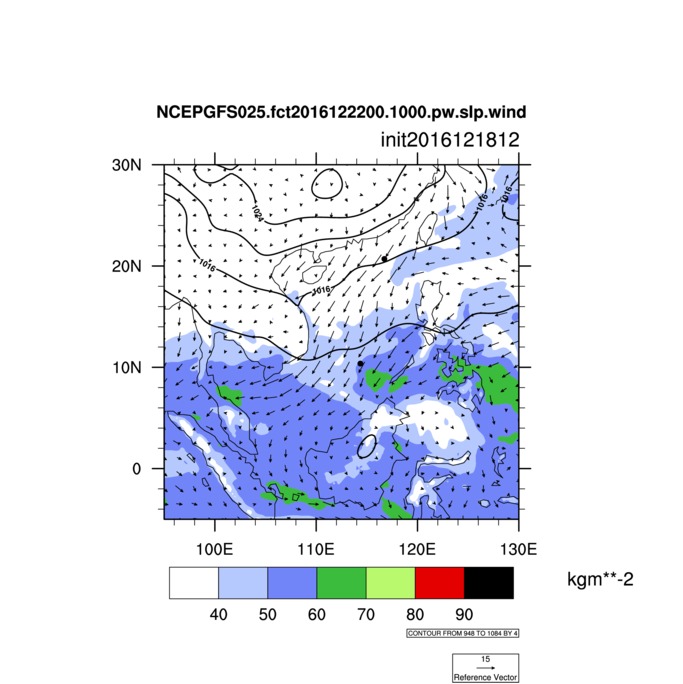 NCEPGFS025.fct2016122200.1000.pw.slp.wind
init2016121812
30N
1016
1016
1024
20N
1016
1016
10N
0
100E 110E 120E 130E
kgm**-2
40 50 60 70 80 90
CONTOUR FROM 948 TO 1084 BY 4
15
Reference Vector